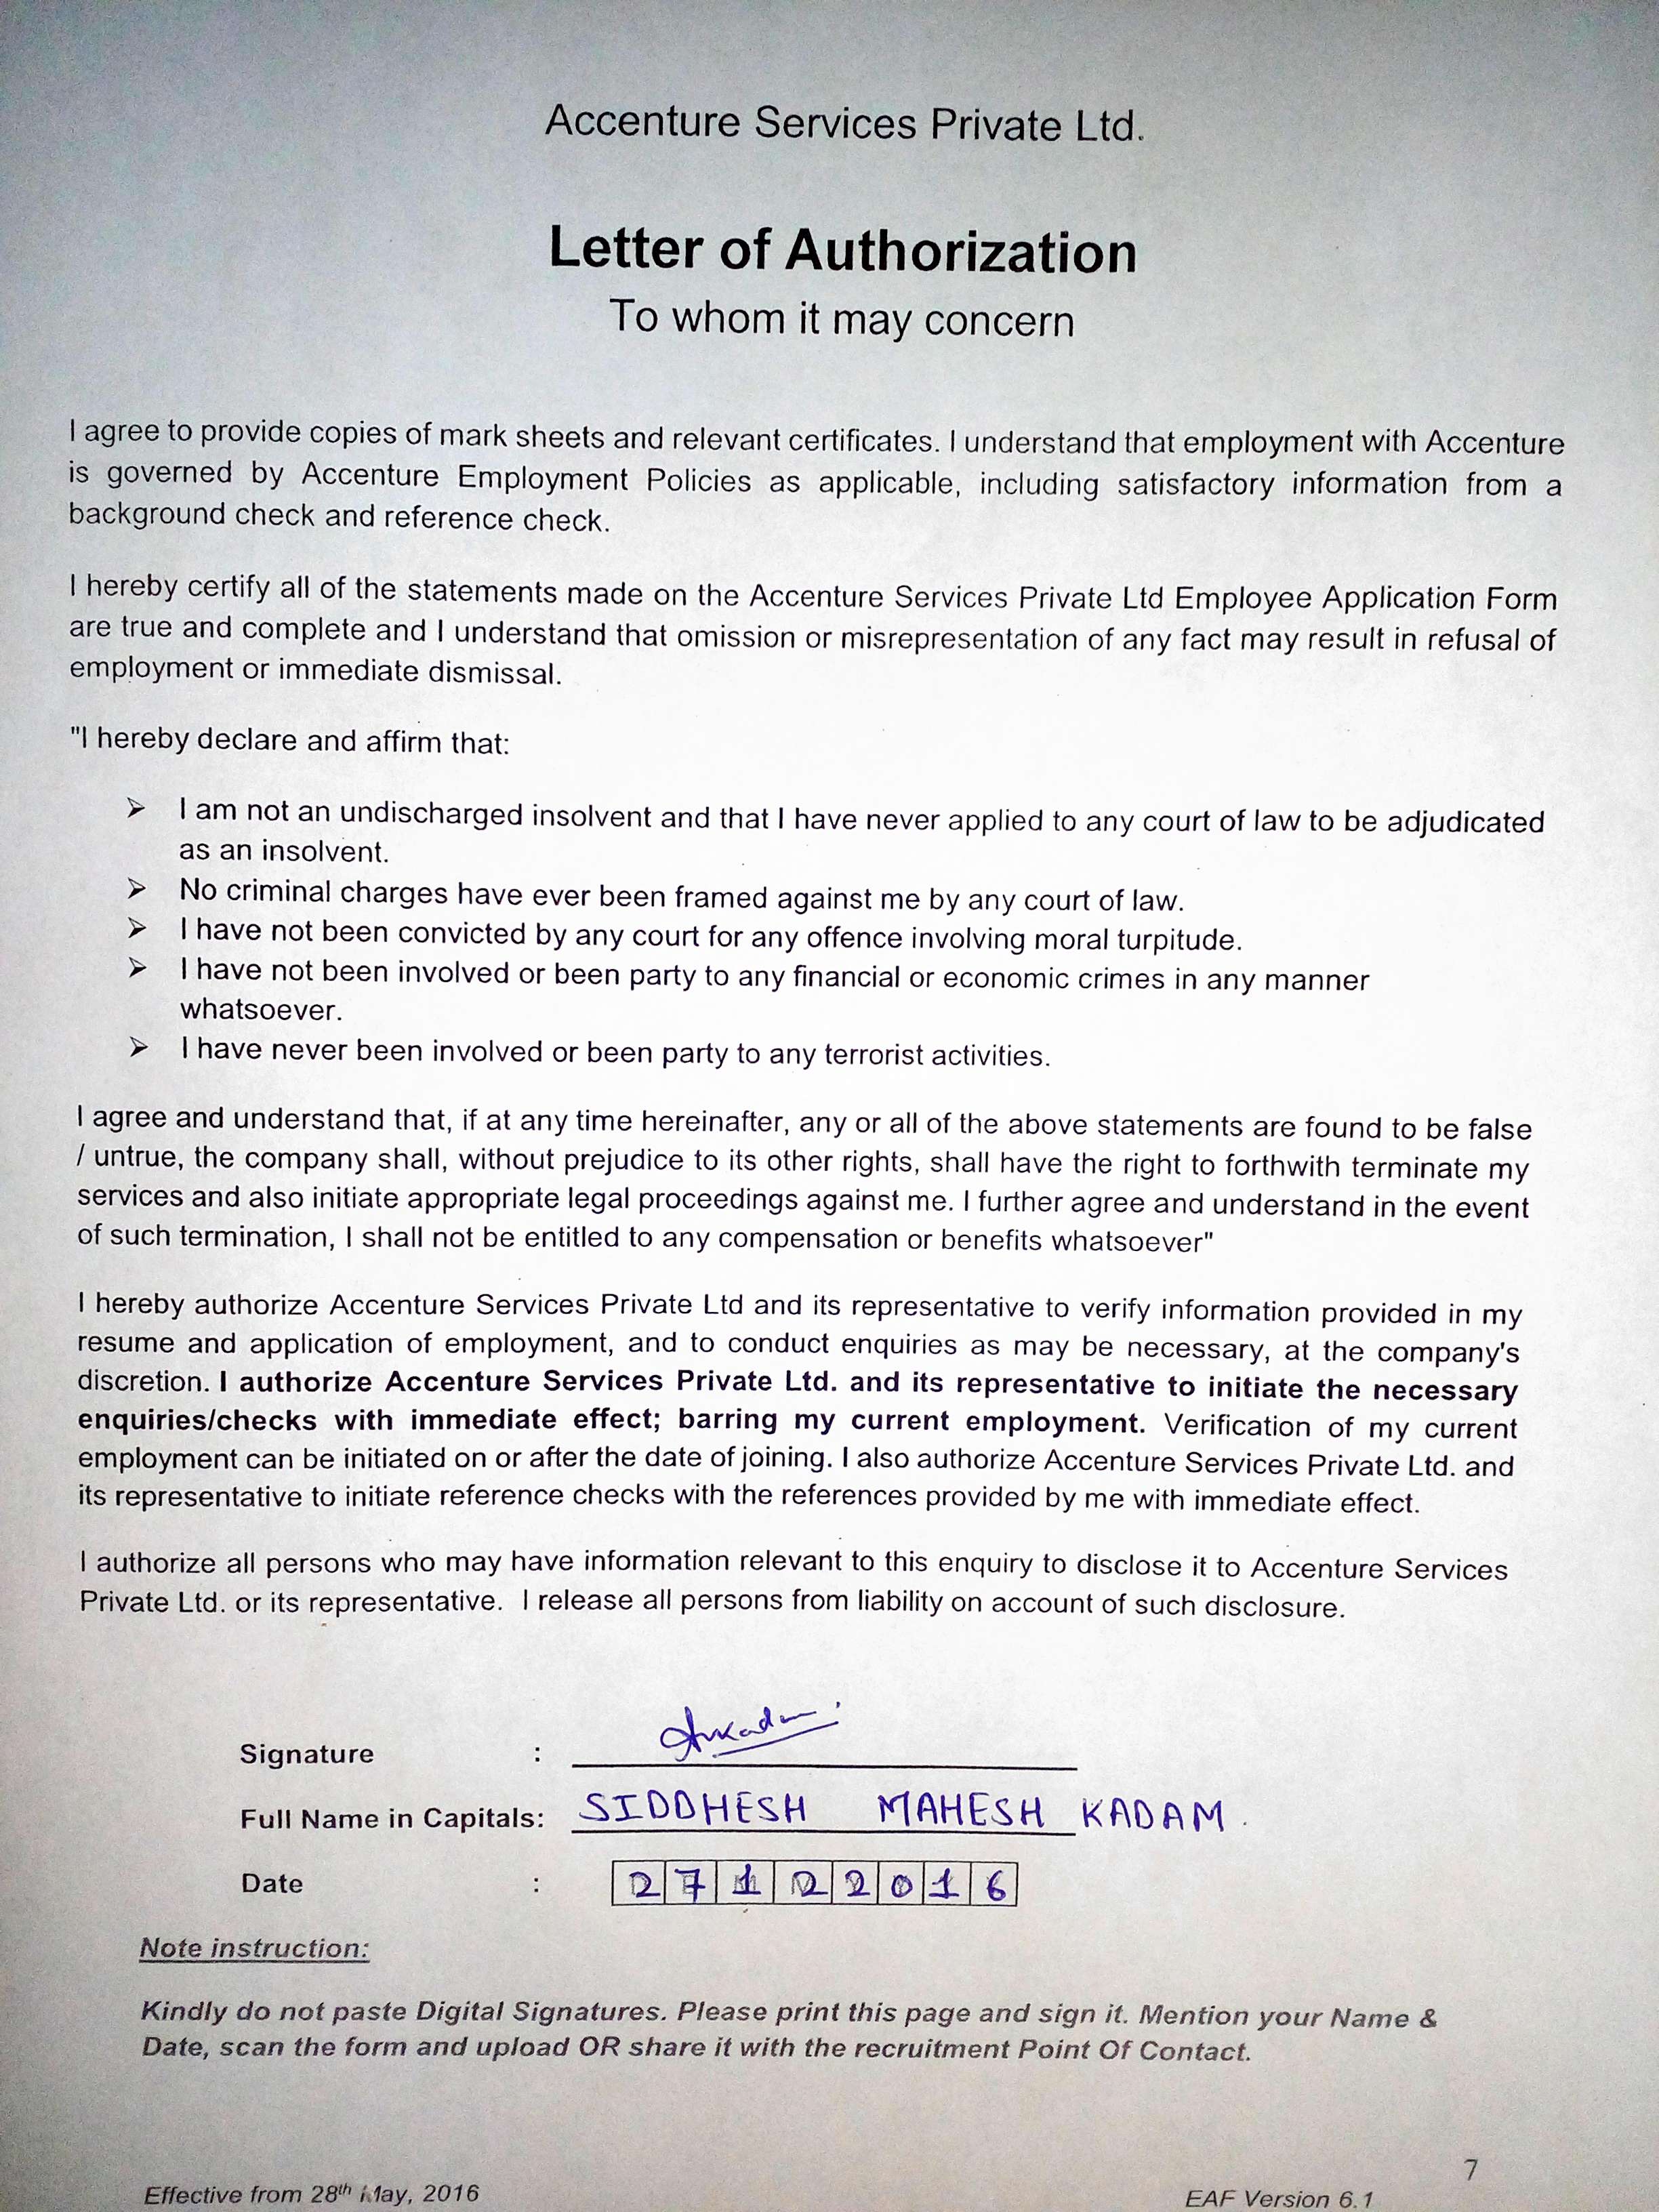 Accenture Services Private Ltd.
Letter of Authorization
To whom it may concern
I agree to provide copies of mark sheets and relevant certificates. I understand that employment with Accenture
is governed by Accenture Employment Policies as applicable, including satisfactory information from a
background check and reference check.
I hereby certify all of the statements made on the Accenture Services Private Ltd Employee Application Form
are true and complete and I understand that omission or misrepresentation of any fact may result in refusal of
employment or immediate dismissal.
"I hereby declare and affirm that:
➢ I am not an undischarged insolvent and that I have never applied to any court of law to be adjudicated
as an insolvent.
➢ No criminal charges have ever been framed against me by any court of law.
➢ I have not been convicted by any court for any offence involving moral turpitude.
➢ I have not been involved or been party to any financial or economic crimes in any manner
whatsoever.
➢ I have never been involved or been party to any terrorist activities.
I agree and understand that, if at any time hereinafter, any or all of the above statements are found to be false
/ untrue, the company shall, without prejudice to its other rights, shall have the right to forthwith terminate my
services and also initiate appropriate legal proceedings against me. I further agree and understand in the event
of such termination, I shall not be entitled to any compensation or benefits whatsoever"
I hereby authorize Accenture Services Private Ltd and its representative to verify information provided in my
resume and application of employment, and to conduct enquiries as may be necessary, at the company's
discretion. I authorize Accenture Services Private Ltd. and its representative to initiate the necessary
enquiries/checks with immediate effect; barring my current employment. Verification of my current
employment can be initiated on or after the date of joining. I also authorize Accenture Services Private Ltd. and
its representative to initiate reference checks with the references provided by me with immediate effect.
I authorize all persons who may have information relevant to this enquiry to disclose it to Accenture Services
Private Ltd. or its representative. I release all persons from liability on account of such disclosure.
Signature :
Full Name in Capitals: SIDDHESH MAHESH KADAM.
Date : 27122016
Note instruction:
Kindly do not paste Digital Signatures. Please print this page and sign it. Mention your Name &
Date, scan the form and upload OR share it with the recruitment Point Of Contact.
7
Effective from 28th May, 2016 EAF Version 6.1